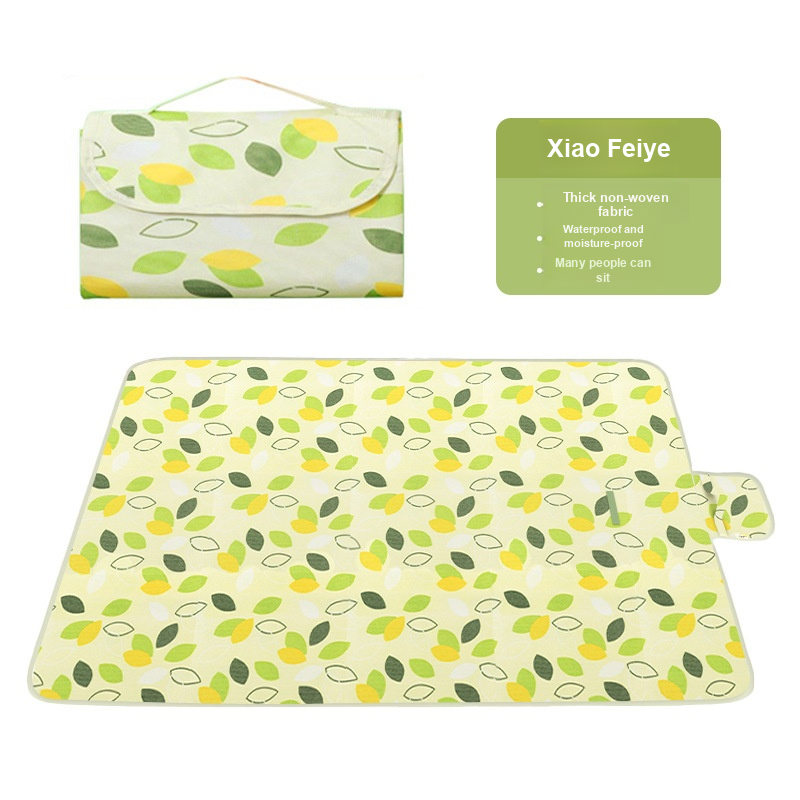 Xiao Feiye
Thick non-woven
fabric
Waterproof and
moisture-proof
Many people can
sit